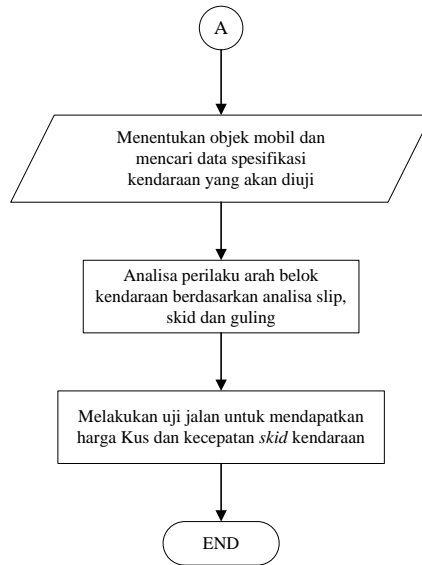 A
Menentukan objek mobil dan
mencari data spesifikasi
kendaraan yang akan diuji
Analisa perilaku arah belok
kendaraan berdasarkan analisa slip,
skid dan guling
Melakukan uji jalan untuk mendapatkan
harga Kus dan kecepatan skid kendaraan
END